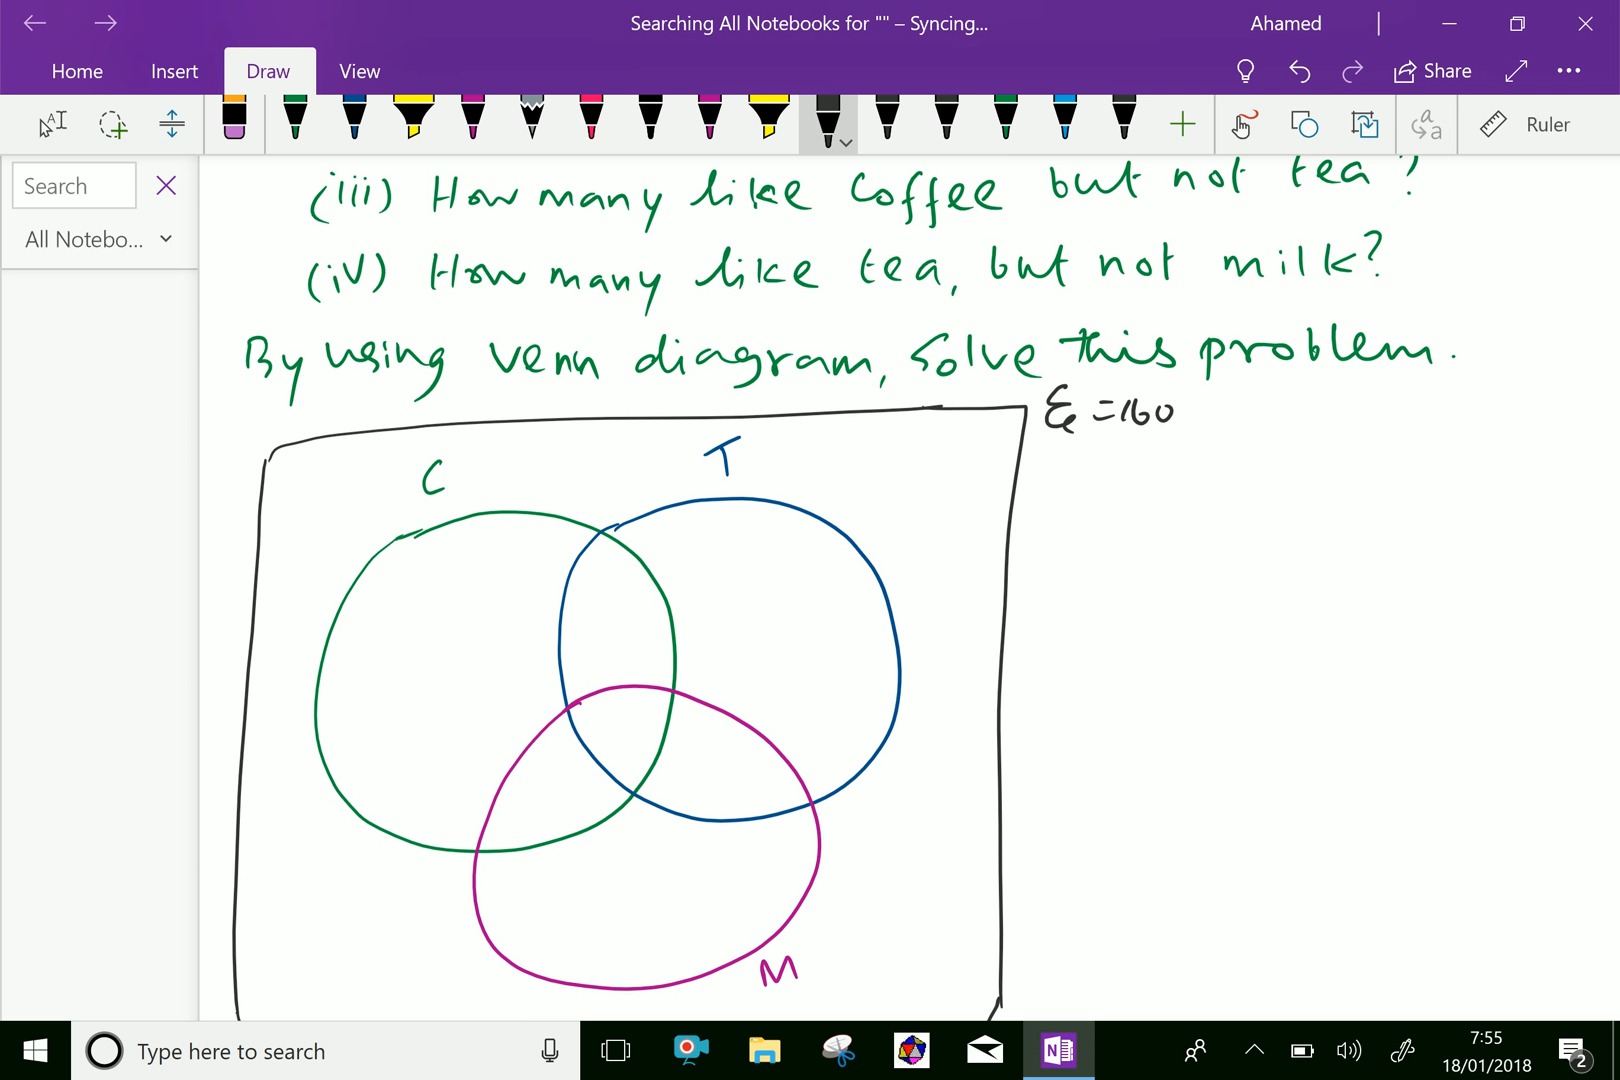 Searching All Notebooks for "" – Syncing...
Ahamed
Home Insert Draw View
Share
Ruler
Search
All Notebo...
(iii) How many like coffee but not tea?
(iv) How many like tea, but not milk?
By using venn diagram, solve this problem.
ξ = 160
C
T
M
Type here to search
N
7:55
18/01/2018
2